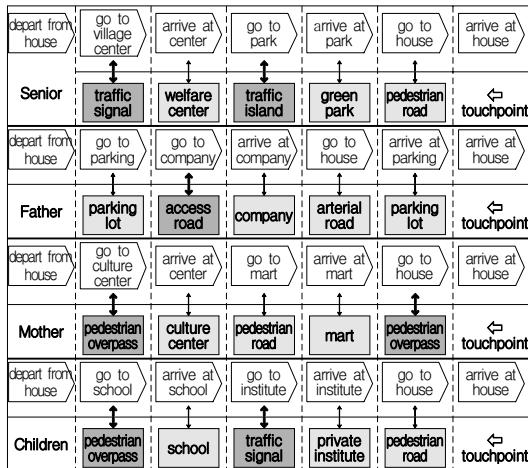 depart from
house
go to
village
center
arrive at
center
go to
park
arrive at
park
go to
house
arrive at
house
Senior
traffic
signal
welfare
center
traffic
island
green
park
pedestrian
road
⇦
touchpoint
depart from
house
go to
parking
go to
company
arrive at
company
go to
house
arrive at
parking
arrive at
house
Father
parking
lot
access
road
company
arterial
road
parking
lot
⇦
touchpoint
depart from
house
go to
culture
center
arrive at
center
go to
mart
arrive at
mart
go to
house
arrive at
house
Mother
pedestrian
overpass
culture
center
pedestrian
road
mart
pedestrian
overpass
⇦
touchpoint
depart from
house
go to
school
arrive at
school
go to
institute
arrive at
institute
go to
house
arrive at
house
Children
pedestrian
overpass
school
traffic
signal
private
institute
pedestrian
road
⇦
touchpoint